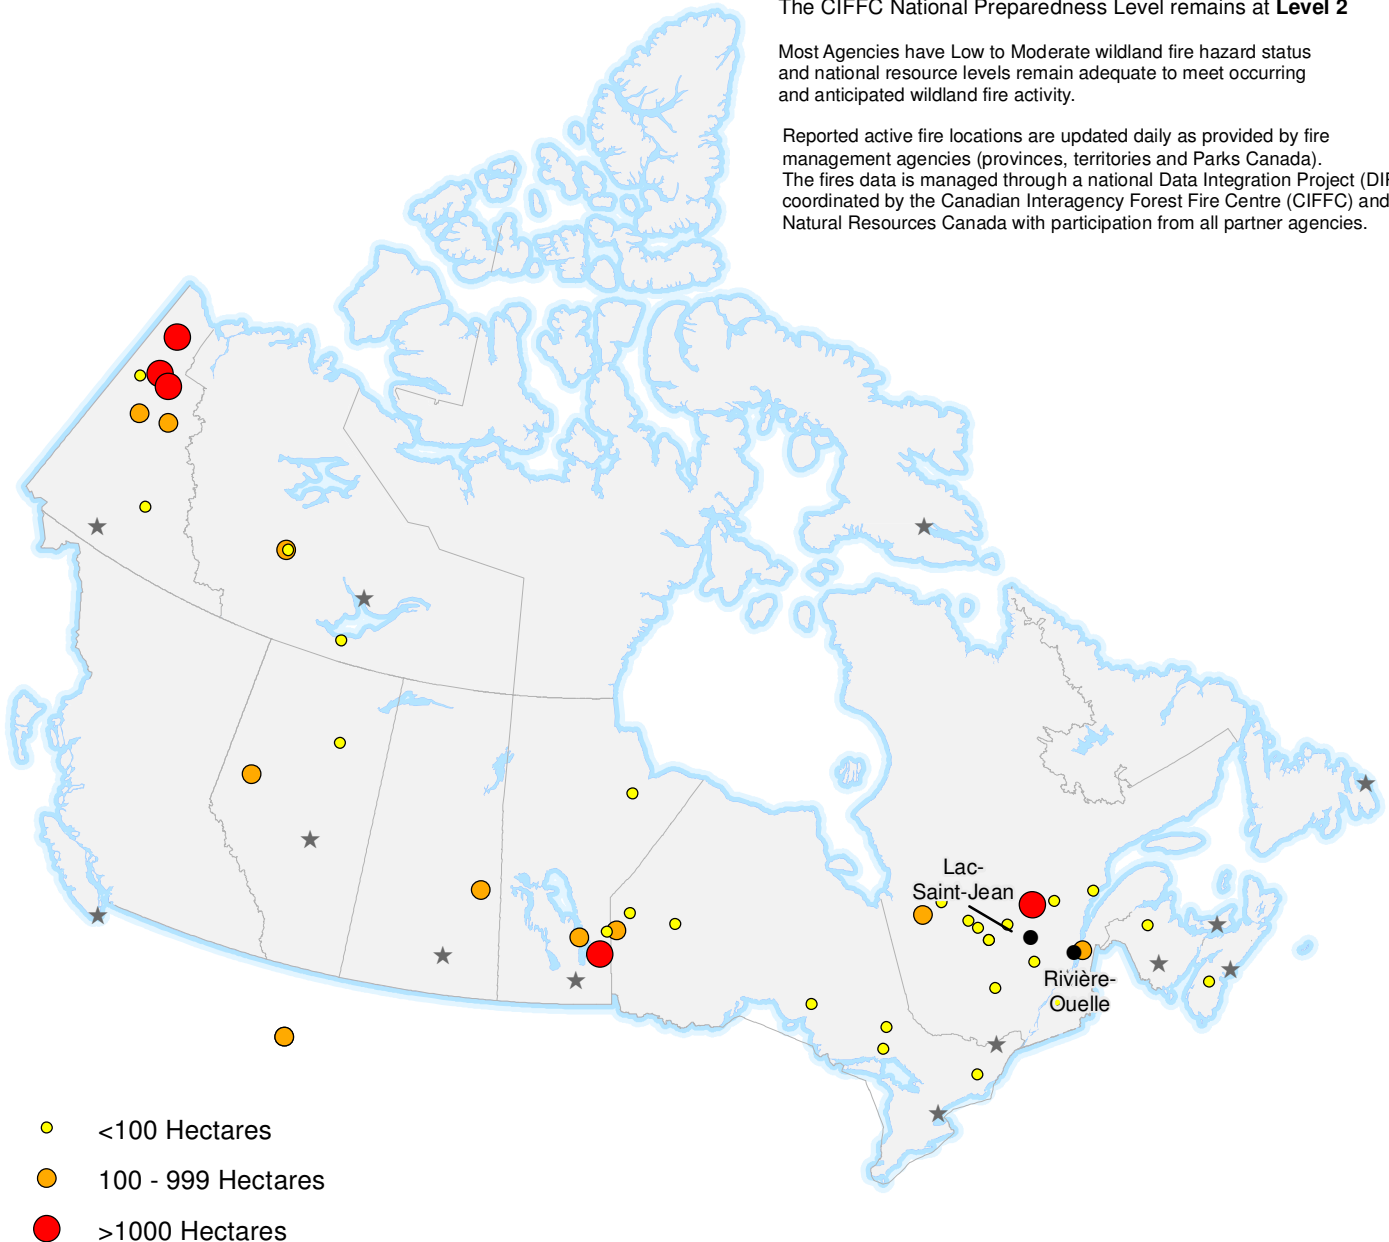 The CIFFC National Preparedness Level remains at Level 2
Most Agencies have Low to Moderate wildland fire hazard status
and national resource levels remain adequate to meet occurring
and anticipated wildland fire activity.
Reported active fire locations are updated daily as provided by fire
management agencies (provinces, territories and Parks Canada).
The fires data is managed through a national Data Integration Project (DIF
coordinated by the Canadian Interagency Forest Fire Centre (CIFFC) and
Natural Resources Canada with participation from all partner agencies.
Lac-
Saint-Jean
Rivière-
Ouelle
<100 Hectares
100 - 999 Hectares
>1000 Hectares